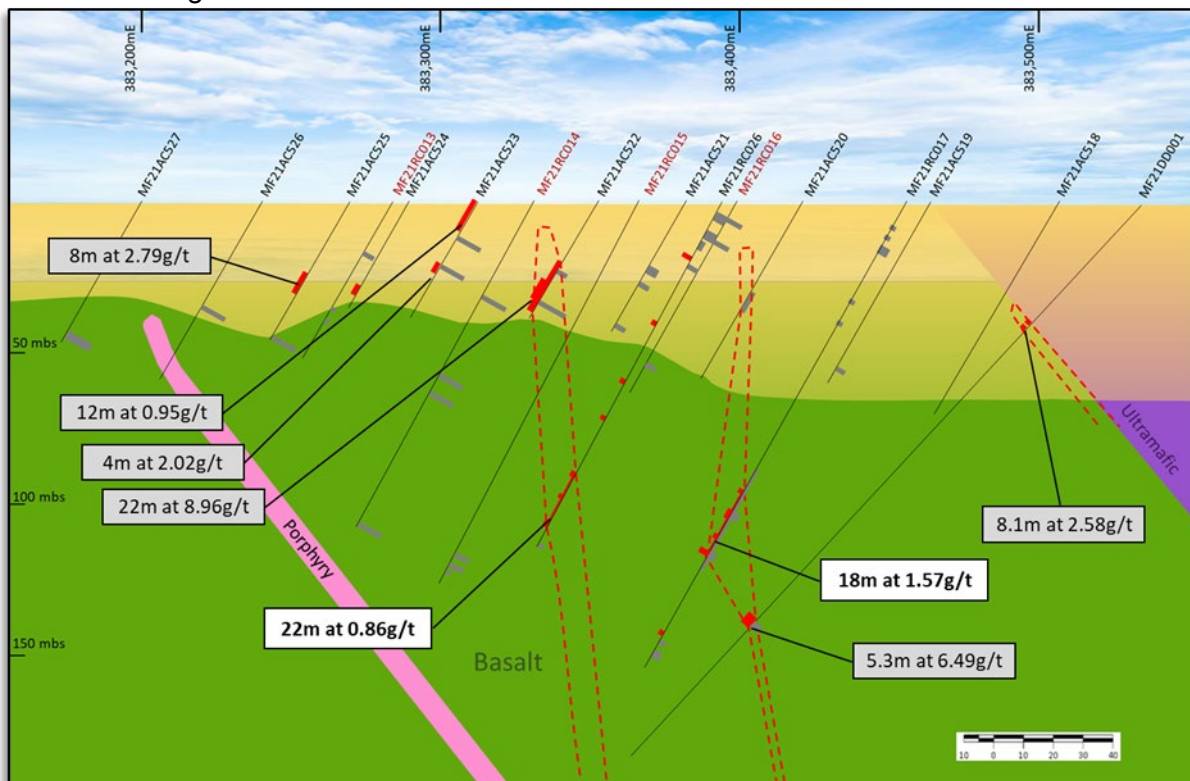 383,200mE
383,300mE
383,400mE
383,500mE
MF21AC527
MF21AC526
MF21AC525
MF21RC013
MF21AC524
MF21AC523
MF21RC014
MF21AC522
MF21RC015
MF21AC521
MF21RC026
MF21RC016
MF21AC520
MF21RC017
MF21AC519
MF21AC518
MF21DD001
8m at 2.79g/t
50 mbs
12m at 0.95g/t
4m at 2.02g/t
22m at 8.96g/t
100 mbs
Ultramafic
8.1m at 2.58g/t
Porphyry
18m at 1.57g/t
22m at 0.86g/t
150 mbs
Basalt
5.3m at 6.49g/t
10 0 10 20 30 40